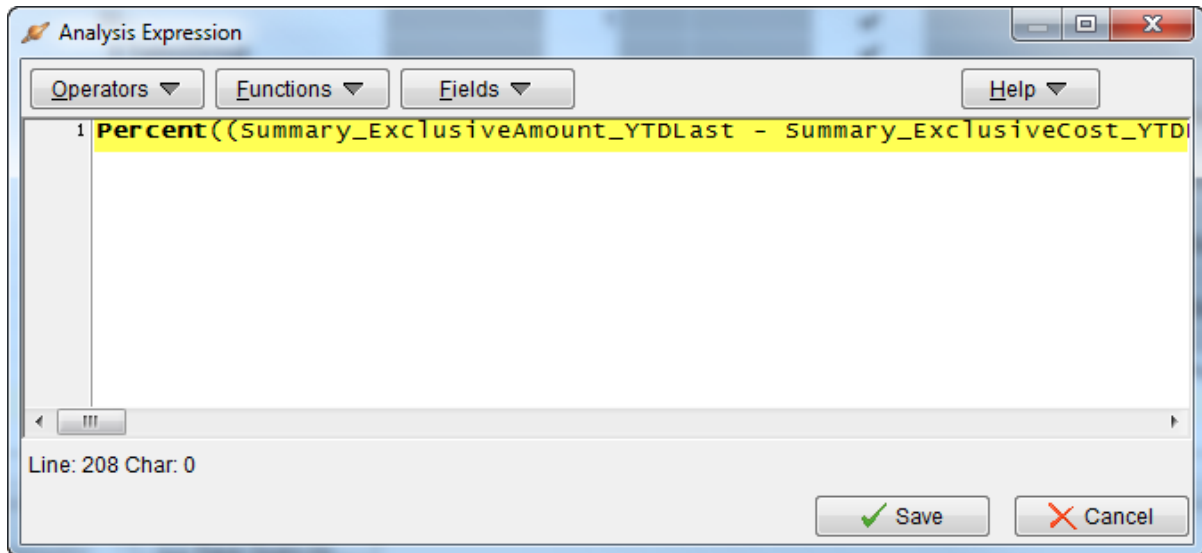 Analysis Expression
Operators Functions Fields Help
1 Percent((Summary_ExclusiveAmount_YTDLast - Summary_ExclusiveCost_YTD
Line: 208 Char: 0
Save Cancel